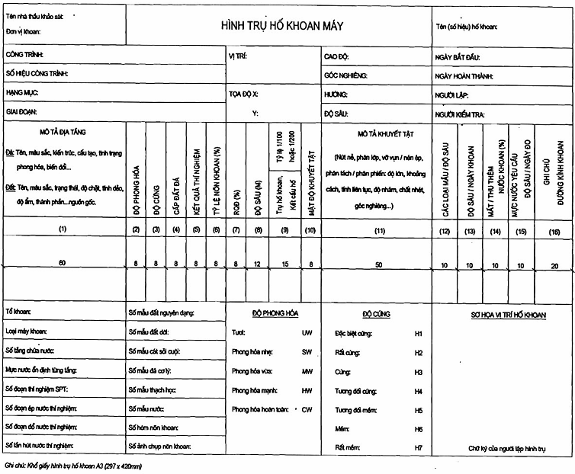 Tên nhà thầu khảo sát:
Đơn vị khoan:
HÌNH TRỤ HỐ KHOAN MÁY
Tên (số hiệu) hố khoan:
CÔNG TRÌNH:
VỊ TRÍ:
CAO ĐỘ:
NGÀY BẮT ĐẦU:
SỐ HIỆU CÔNG TRÌNH:
GÓC NGHIÊNG:
NGÀY HOÀN THÀNH:
HẠNG MỤC:
TỌA ĐỘ X:
HƯỚNG:
NGƯỜI LẬP:
GIAI ĐOẠN:
Y:
ĐỘ SÂU:
NGƯỜI KIỂM TRA:
MÔ TẢ ĐỊA TẦNG
Đá: Tên, màu sắc, kiến trúc, cấu tạo, tình trạng
phong hóa, biến đổi...
Đất: Tên, màu sắc, trạng thái, độ chặt, tính dẻo,
độ ẩm, thành phần...nguồn gốc.
ĐỘ PHONG HÓA
ĐỘ CỨNG
CẤP ĐẤT ĐÁ
KẾT QUẢ THÍ NGHIỆM
TỶ LỆ MÕN KHOAN (%)
RQD (%)
ĐỘ SÂU (M)
Tỷ lệ 1/100
hoặc 1/200
Trụ hố khoan,
Kết cấu hố
MẬT ĐỘ KHUYẾT TẬT
MÔ TẢ KHUYẾT TẬT
(Nứt nẻ, phân lớp, vỡ vụn / nén ép,
phân tách / phân phiến: độ lớn, khoảng
cách, tính liên tục, độ nhám, chất nhét,
góc nghiêng...)
CÁC LOẠI MẪU / ĐỘ SÂU
ĐỘ SÂU / NGÀY KHOAN
MẤT / THU THÊM
NƯỚC KHOAN (%)
MỰC NƯỚC YÊU CẦU
ĐỘ SÂU / NGÀY ĐO
GHI CHÚ
ĐƯỜNG KÍNH KHOAN
(1) (2) (3) (4) (5) (6) (7) (8) (9) (10) (11) (12) (13) (14) (15) (16)
60 8 8 8 8 8 8 12 15 8 50 10 10 10 10 20
Tổ khoan:
Số mẫu đất nguyên dạng:
ĐỘ PHONG HÓA
ĐỘ CỨNG
SƠ HỌA VỊ TRÍ HỐ KHOAN
Loại máy khoan:
Số mẫu đất dời:
Tươi: UW
Đặc biệt cứng: H1
Số tầng chứa nước:
Số mẫu cát sỏi cuội:
Phong hóa nhẹ: SW
Rất cứng: H2
Mực nước ổn định từng tầng:
Số mẫu đá cơ lý:
Phong hóa vừa: MW
Cứng: H3
Số đoạn thí nghiệm SPT:
Số mẫu thạch học:
Phong hóa mạnh: HW
Tương đối cứng: H4
Số đoạn ép nước thí nghiệm:
Số mẫu nước:
Phong hóa hoàn toàn: CW
Tương đối mềm: H5
Số đoạn đổ nước thí nghiệm:
Số hòm nõn khoan:
Mềm: H6
Số lần hút nước thí nghiệm:
Số ảnh chụp nõn khoan:
Rất mềm: H7
Chữ ký của người lập hình trụ
Ghi chú: Khổ giấy hình trụ hố khoan A3 (297 x 420mm)